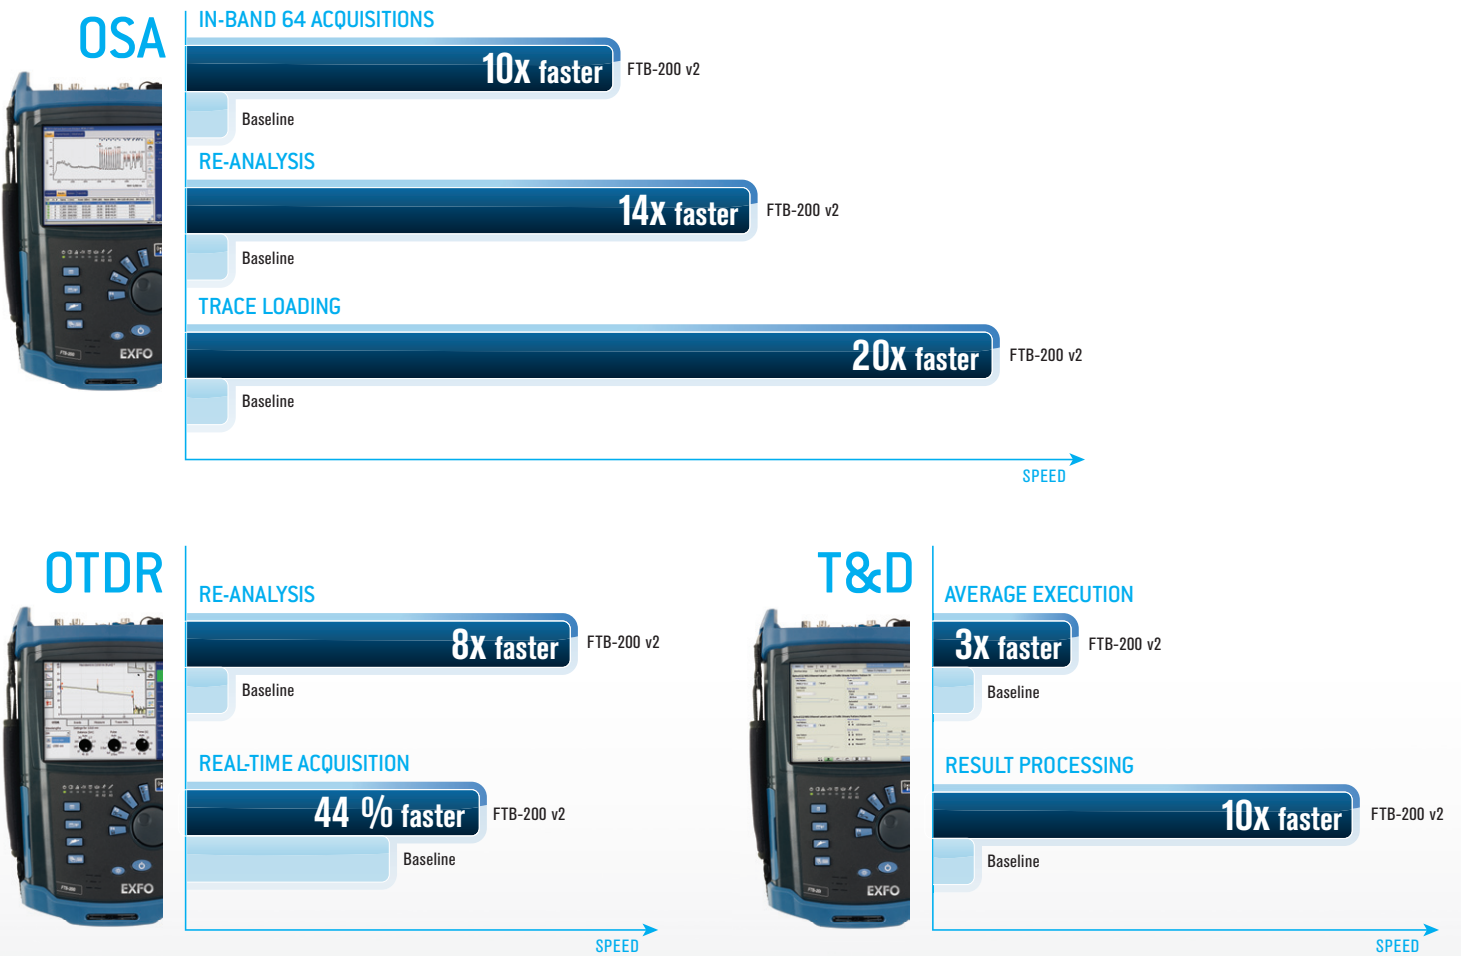 OSA
IN-BAND 64 ACQUISITIONS
10X faster
FTB-200 v2
Baseline
RE-ANALYSIS
14X faster
FTB-200 v2
Baseline
TRACE LOADING
20X faster
FTB-200 v2
Baseline
EXFO
SPEED
OTDR
RE-ANALYSIS
8X faster
FTB-200 v2
Baseline
REAL-TIME ACQUISITION
44 % faster
FTB-200 v2
Baseline
EXFO
SPEED
T&D
AVERAGE EXECUTION
3X faster
FTB-200 v2
Baseline
RESULT PROCESSING
10X faster
FTB-200 v2
Baseline
EXFO
SPEED